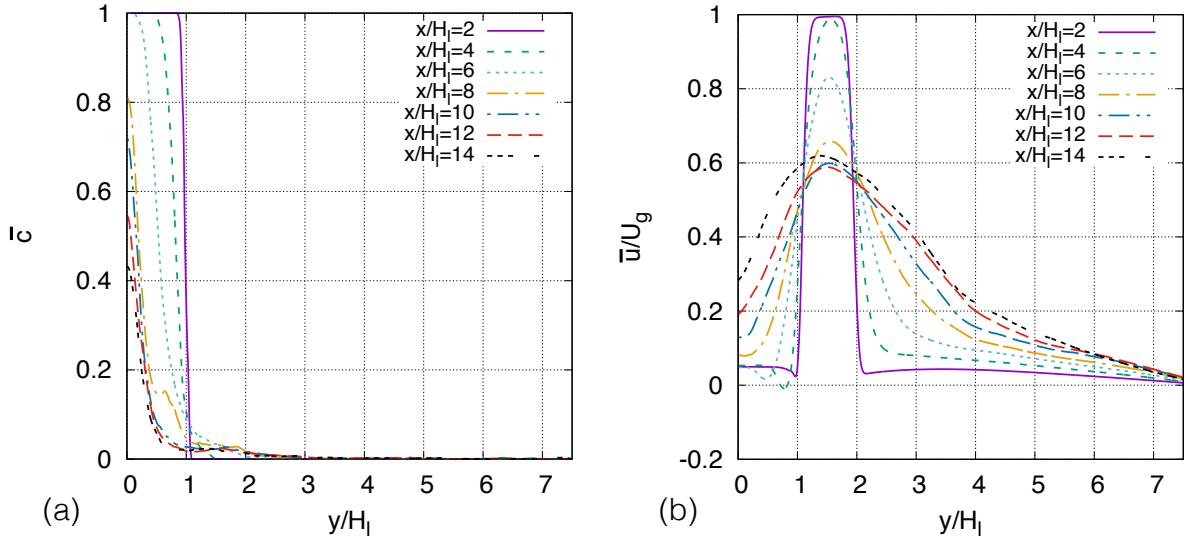 1
0.8
0.6
0.4
0.2
0
c̅
0 1 2 3 4 5 6 7
y/H_l
(a)
x/H_l=2
x/H_l=4
x/H_l=6
x/H_l=8
x/H_l=10
x/H_l=12
x/H_l=14
1
0.8
0.6
0.4
0.2
0
-0.2
u̅/U_g
0 1 2 3 4 5 6 7
y/H_l
(b)
x/H_l=2
x/H_l=4
x/H_l=6
x/H_l=8
x/H_l=10
x/H_l=12
x/H_l=14